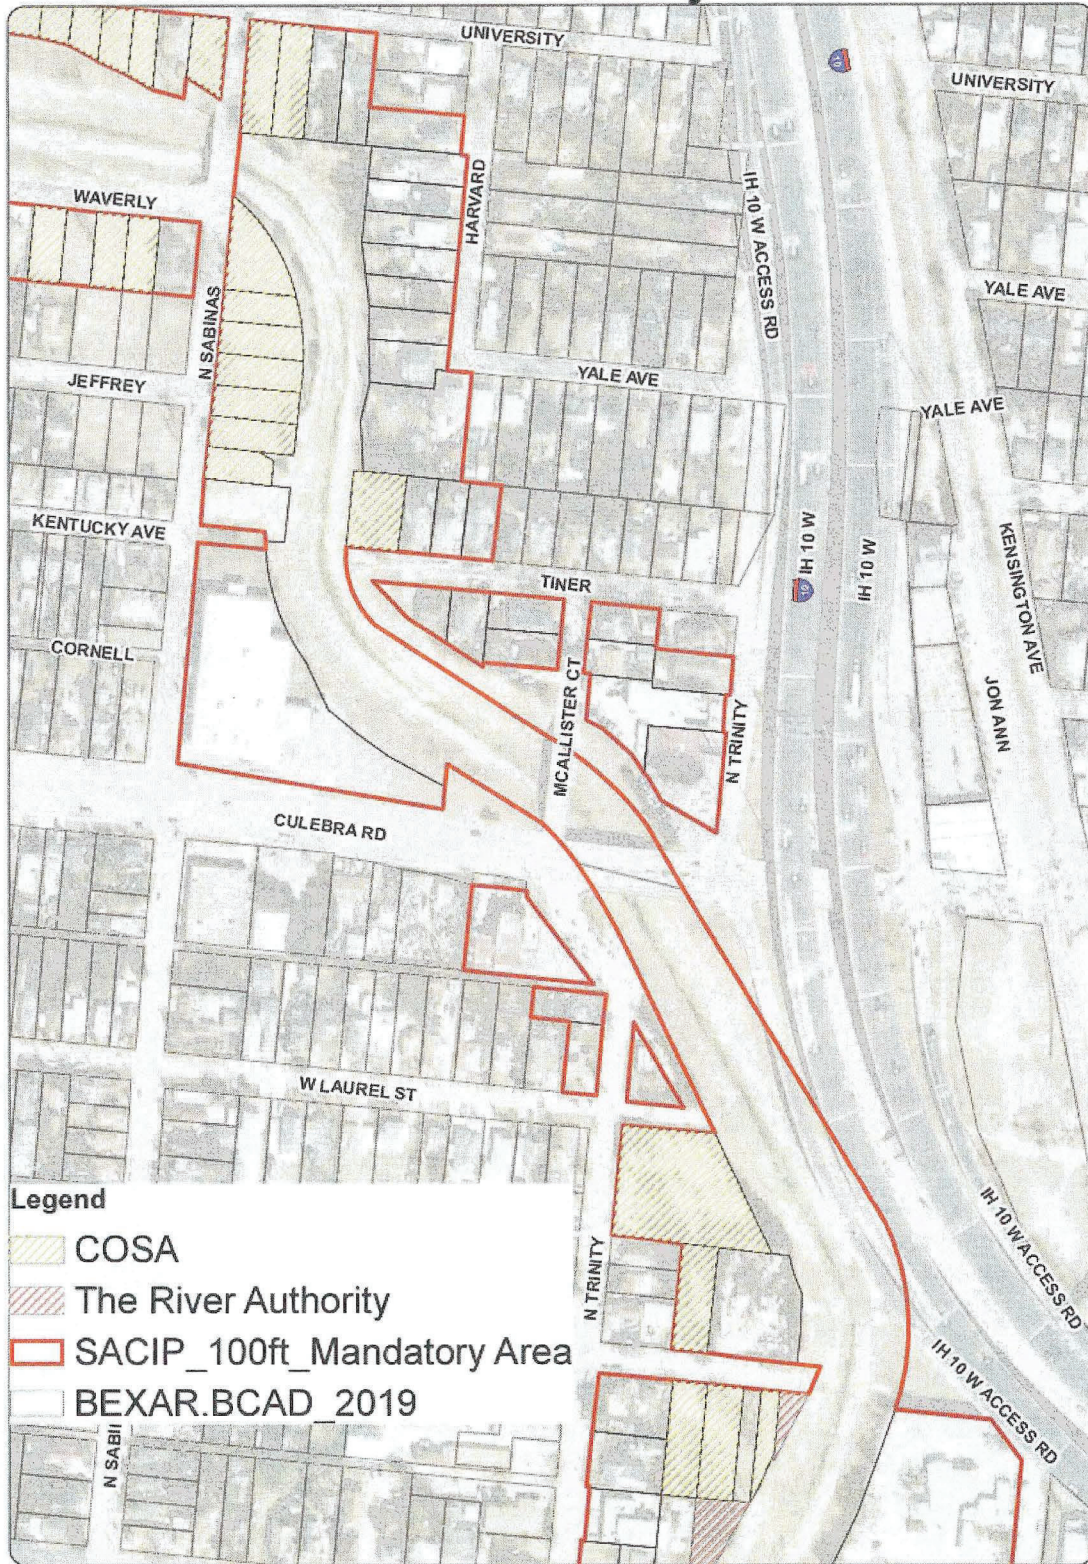 UNIVERSITY
UNIVERSITY
WAVERLY
HARVARD
IH 10 W ACCESS RD
N SABINAS
YALE AVE
YALE AVE
JEFFREY
YALE AVE
KENTUCKY AVE
TINER
IH 10 W
IH 10 W
KENSINGTON AVE
CORNELL
MCALLISTER CT
N TRINITY
JON ANN
CULEBRA RD
W LAUREL ST
IH 10 W ACCESS RD
N TRINITY
IH 10 W ACCESS RD
Legend
COSA
The River Authority
SACIP_100ft_Mandatory Area
BEXAR.BCAD_2019
N SABI